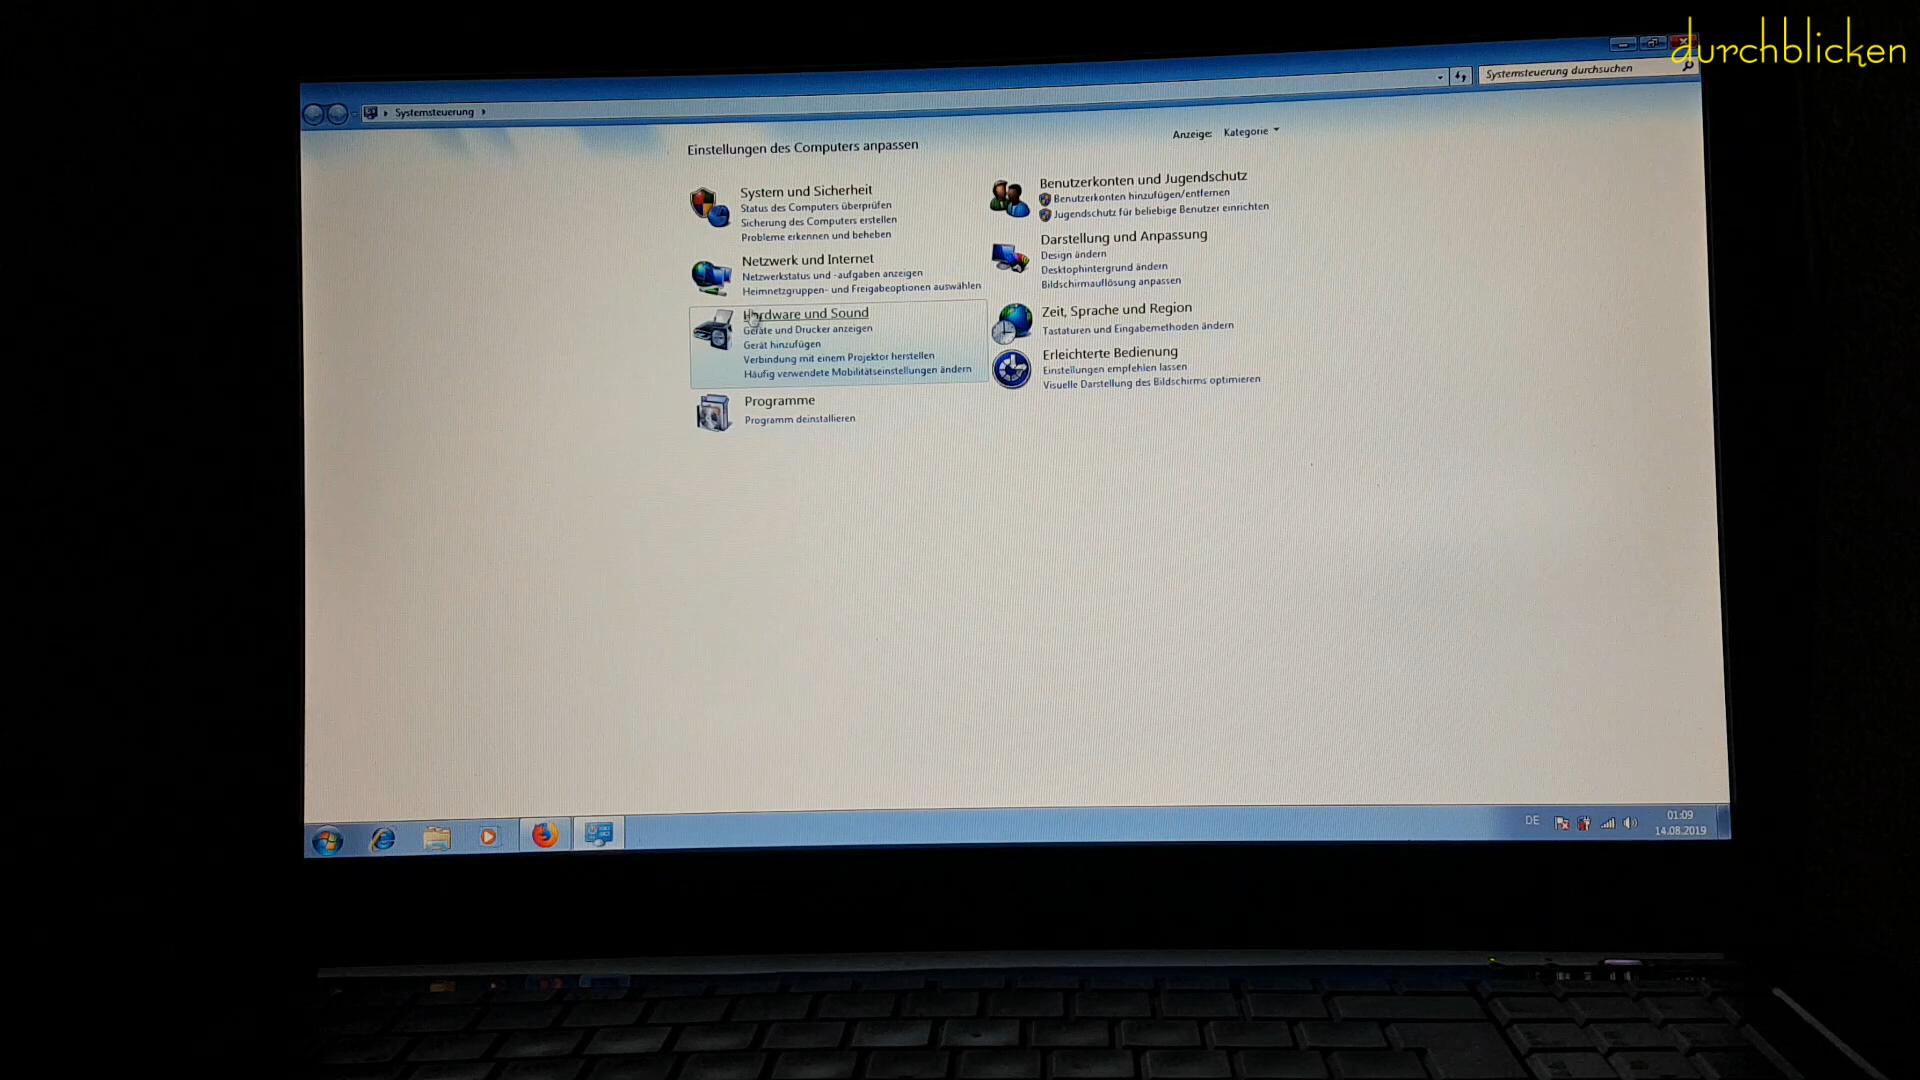 durchblicken
Systemsteuerung durchsuchen
Systemsteuerung
Einstellungen des Computers anpassen
Anzeige: Kategorie
System und Sicherheit
Status des Computers überprüfen
Sicherung des Computers erstellen
Probleme erkennen und beheben
Netzwerk und Internet
Netzwerkstatus und -aufgaben anzeigen
Heimnetzgruppen- und Freigabeoptionen auswählen
Hardware und Sound
Geräte und Drucker anzeigen
Gerät hinzufügen
Verbindung mit einem Projektor herstellen
Häufig verwendete Mobilitätseinstellungen ändern
Programme
Programm deinstallieren
Benutzerkonten und Jugendschutz
Benutzerkonten hinzufügen/entfernen
Jugendschutz für beliebige Benutzer einrichten
Darstellung und Anpassung
Design ändern
Desktophintergrund ändern
Bildschirmauflösung anpassen
Zeit, Sprache und Region
Tastaturen und Eingabemethoden ändern
Erleichterte Bedienung
Einstellungen empfehlen lassen
Visuelle Darstellung des Bildschirms optimieren
DE
01:09
14.08.2019